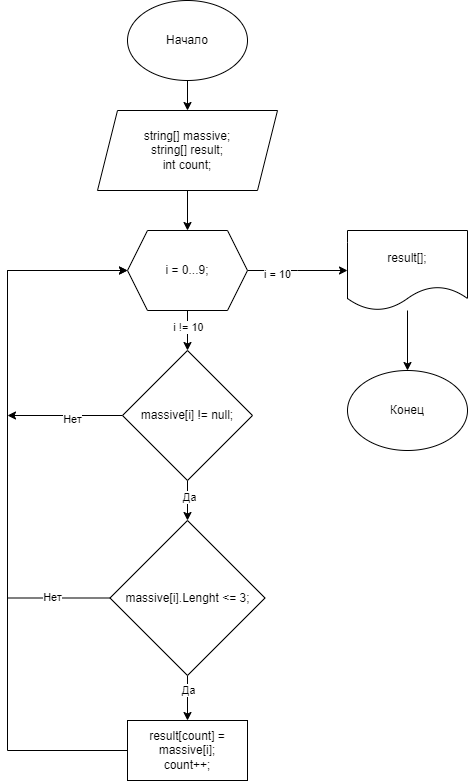 Начало
string[] massive;
string[] result;
int count;
i = 0...9;
i = 10
result[];
i != 10
Конец
massive[i] != null;
Нет
Да
massive[i].Lenght <= 3;
Нет
Да
result[count] =
massive[i];
count++;